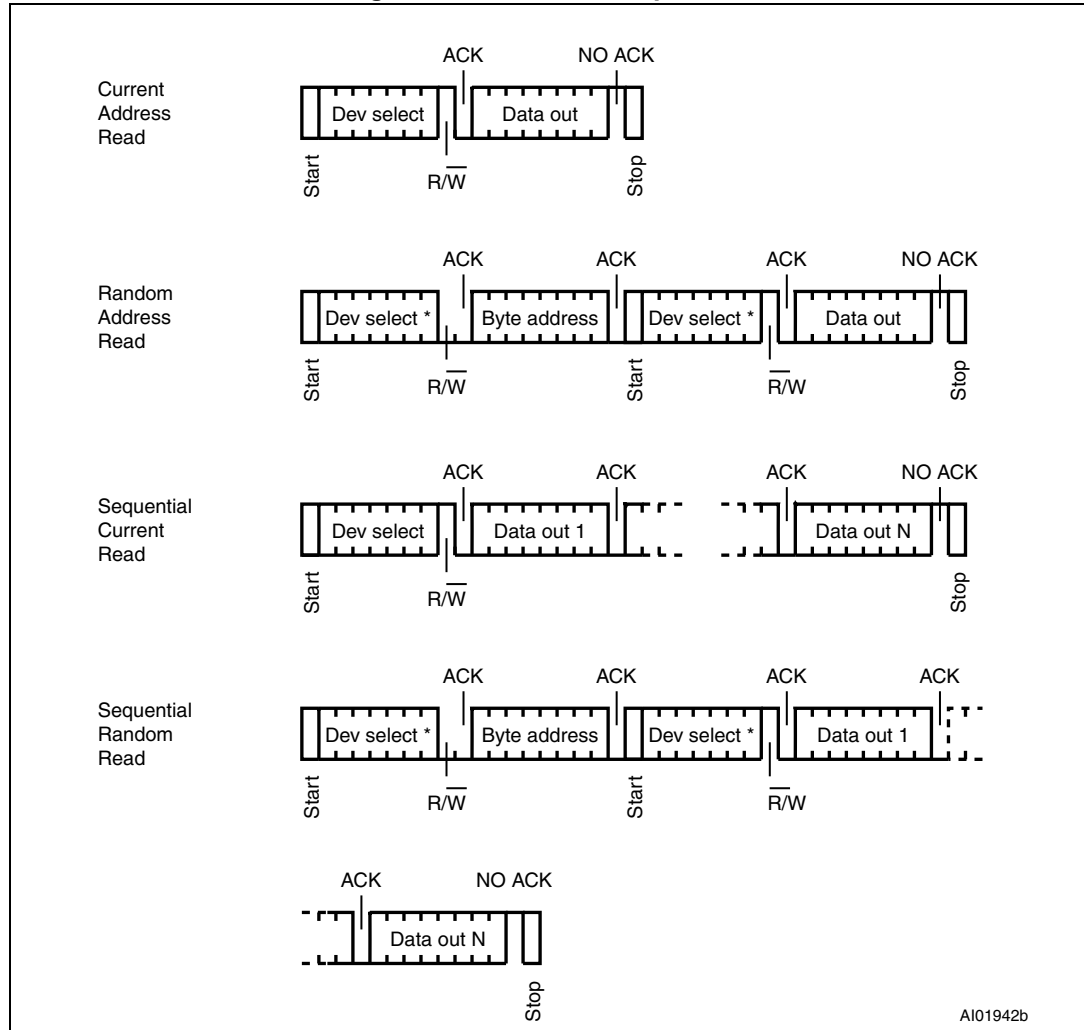 ACK NO ACK
Current
Address
Read
Dev select Data out
Start R/W Stop
ACK ACK ACK NO ACK
Random
Address
Read
Dev select * Byte address Dev select * Data out
Start R/W Start R/W Stop
ACK ACK ACK NO ACK
Sequential
Current
Read
Dev select Data out 1 Data out N
Start R/W Stop
ACK ACK ACK ACK
Sequential
Random
Read
Dev select * Byte address Dev select * Data out 1
Start R/W Start R/W
ACK NO ACK
Data out N
Stop
AI01942b